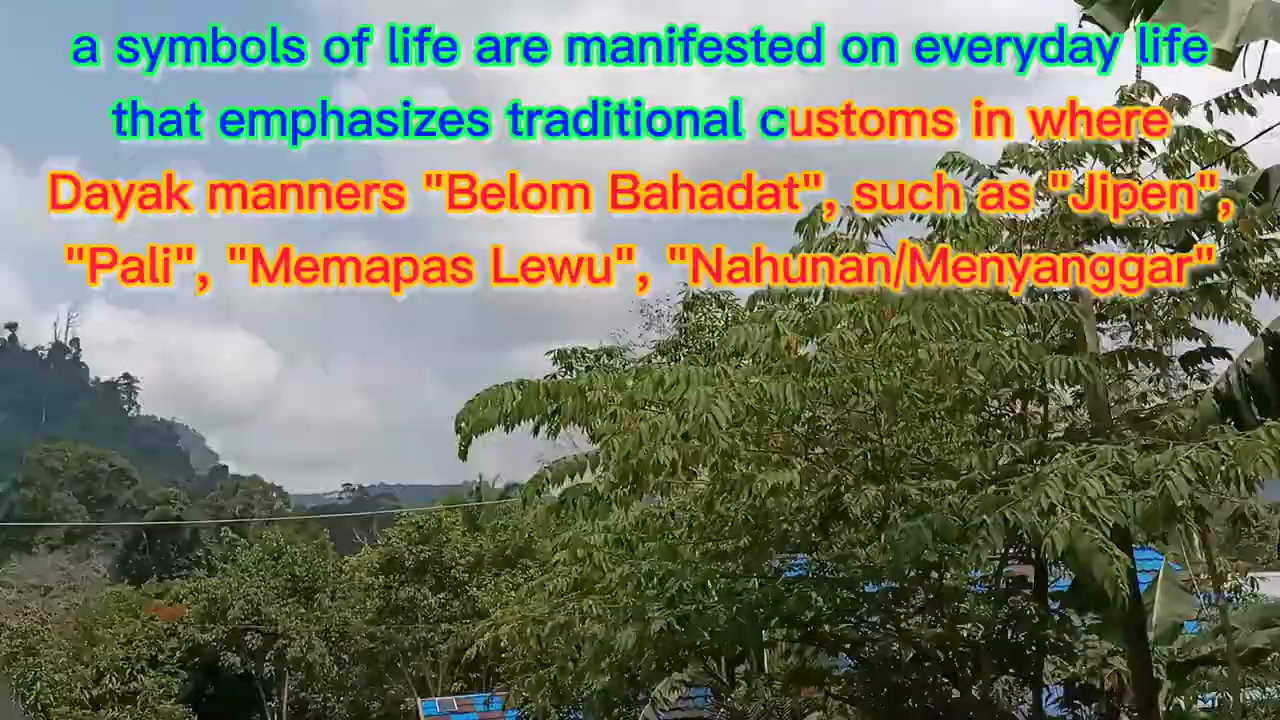 a symbols of life are manifested on everyday life
that emphasizes traditional customs in where
Dayak manners "Belom Bahadat", such as "Jipen",
"Pali", "Memapas Lewu", "Nahunan/Menyanggar"